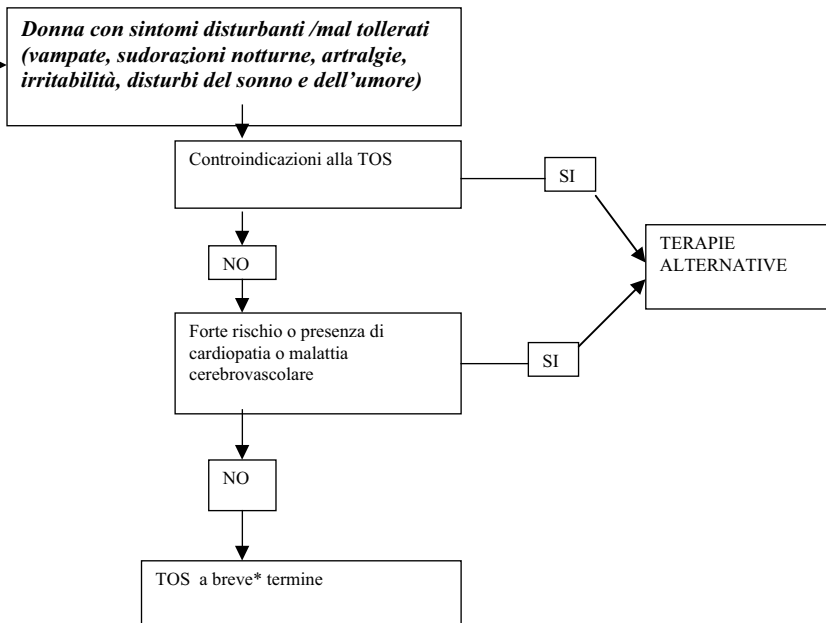 Donna con sintomi disturbanti /mal tollerati
(vampate, sudorazioni notturne, artralgie,
irritabilità, disturbi del sonno e dell'umore)
Controindicazioni alla TOS
SI
NO
TERAPIE
ALTERNATIVE
Forte rischio o presenza di
cardiopatia o malattia
cerebrovascolare
SI
NO
TOS a breve* termine